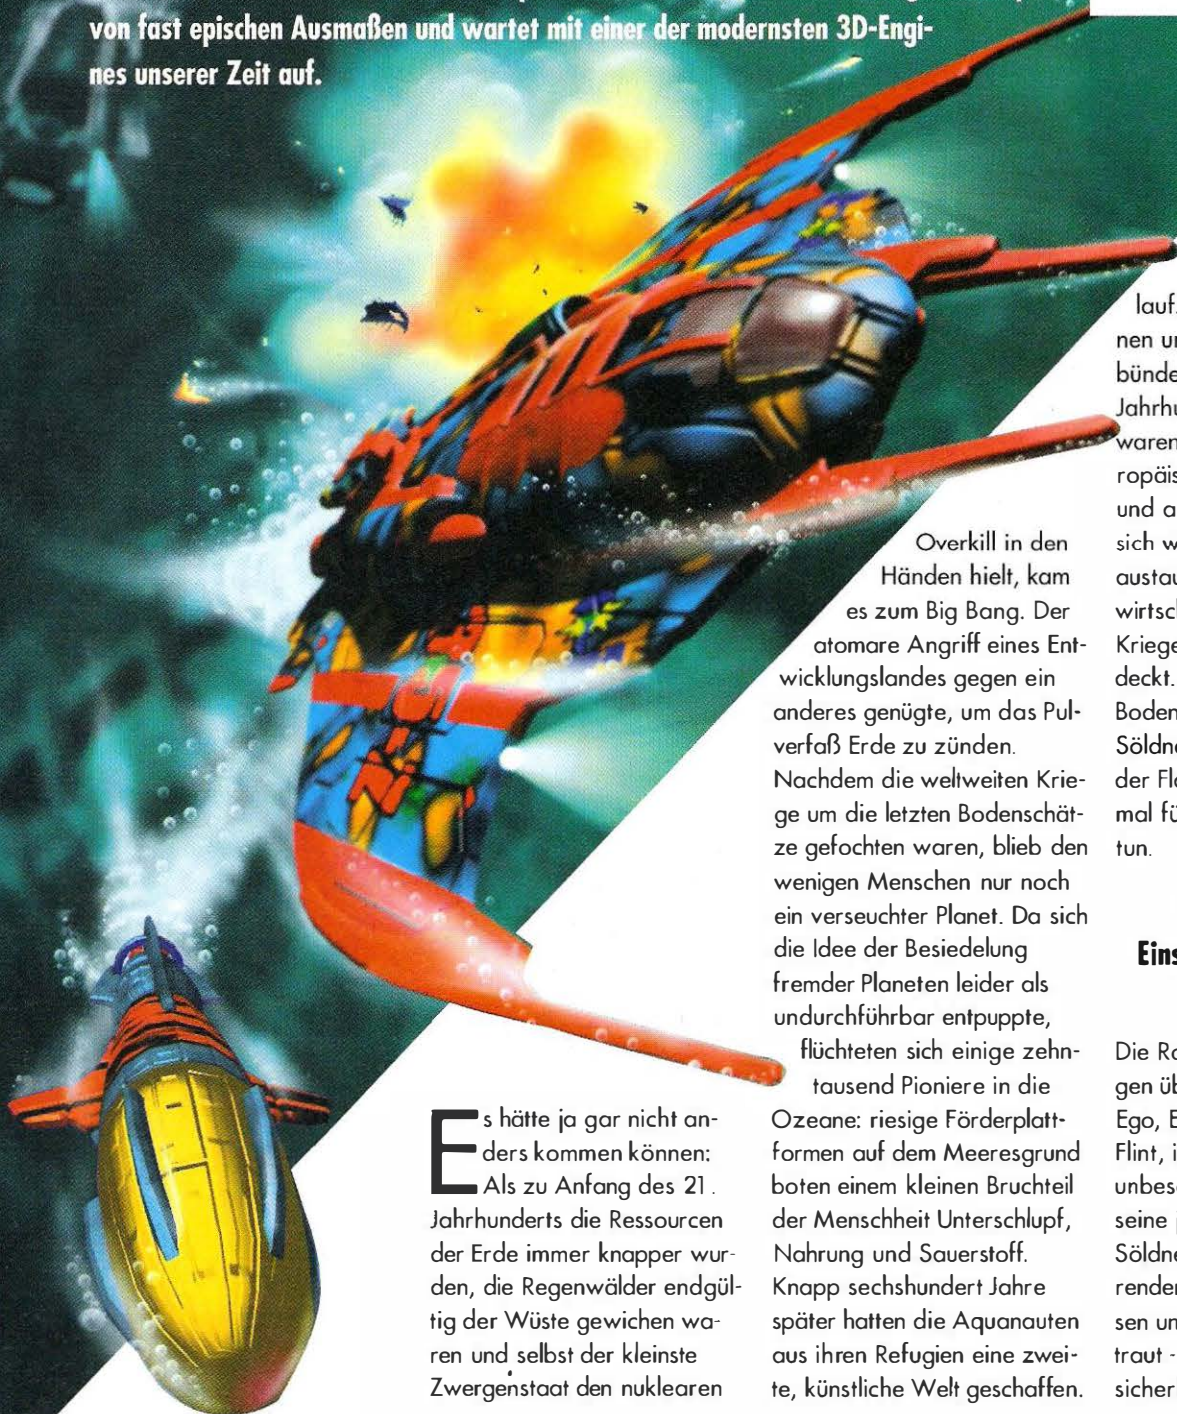 von fast epischen Ausmaßen und wartet mit einer der modernsten 3D-Engi-
nes unserer Zeit auf.
Es hätte ja gar nicht an-
ders kommen können:
Als zu Anfang des 21.
Jahrhunderts die Ressourcen
der Erde immer knapper wur-
den, die Regenwälder endgül-
tig der Wüste gewichen wa-
ren und selbst der kleinste
Zwergenstaat den nuklearen
Overkill in den
Händen hielt, kam
es zum Big Bang. Der
atomare Angriff eines Ent-
wicklungslandes gegen ein
anderes genügte, um das Pul-
verfaß Erde zu zünden.
Nachdem die weltweiten Krie-
ge um die letzten Bodenschät-
ze gefochten waren, blieb den
wenigen Menschen nur noch
ein verseuchter Planet. Da sich
die Idee der Besiedelung
fremder Planeten leider als
undurchführbar entpuppte,
flüchteten sich einige zehn-
tausend Pioniere in die
Ozeane: riesige Förderplatt-
formen auf dem Meeresgrund
boten einem kleinen Bruchteil
der Menschheit Unterschlupf,
Nahrung und Sauerstoff.
Knapp sechshundert Jahre
später hatten die Aquanauten
aus ihren Refugien eine zwei-
te, künstliche Welt geschaffen.
lauf.
nen un
bünde
Jahrhu
waren
ropäis
und a
sich w
austau
wirtsch
Kriege
deckt.
Boden
Söldne
der Fla
mal fü
tun.
Eins
Die Ra
gen üb
Ego, E
Flint, i
unbes
seine j
Söldne
render
sen un
traut -
sicherl